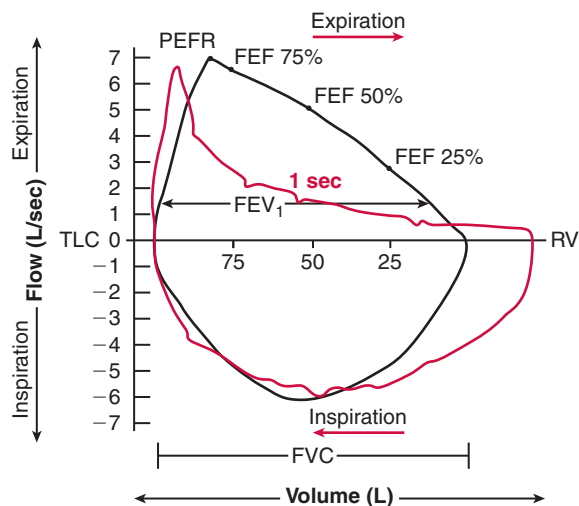 Expiration
PEFR
FEF 75%
FEF 50%
FEF 25%
1 sec
FEV₁
7
6
5
4
3
2
1
TLC 0
75
50
25
RV
−1
−2
−3
−4
−5
−6
−7
Expiration
Flow (L/sec)
Inspiration
Inspiration
FVC
Volume (L)